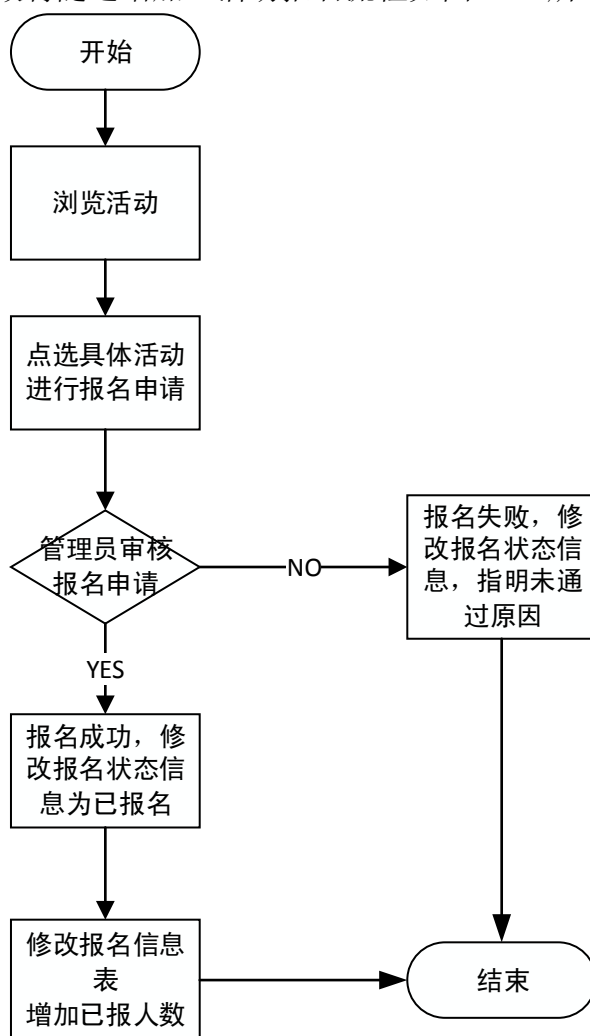 开始
浏览活动
点选具体活动
进行报名申请
管理员审核
报名申请
NO
报名失败，修
改报名状态信
息，指明未通
过原因
YES
报名成功，修
改报名状态信
息为已报名
修改报名信息
表
增加已报人数
结束